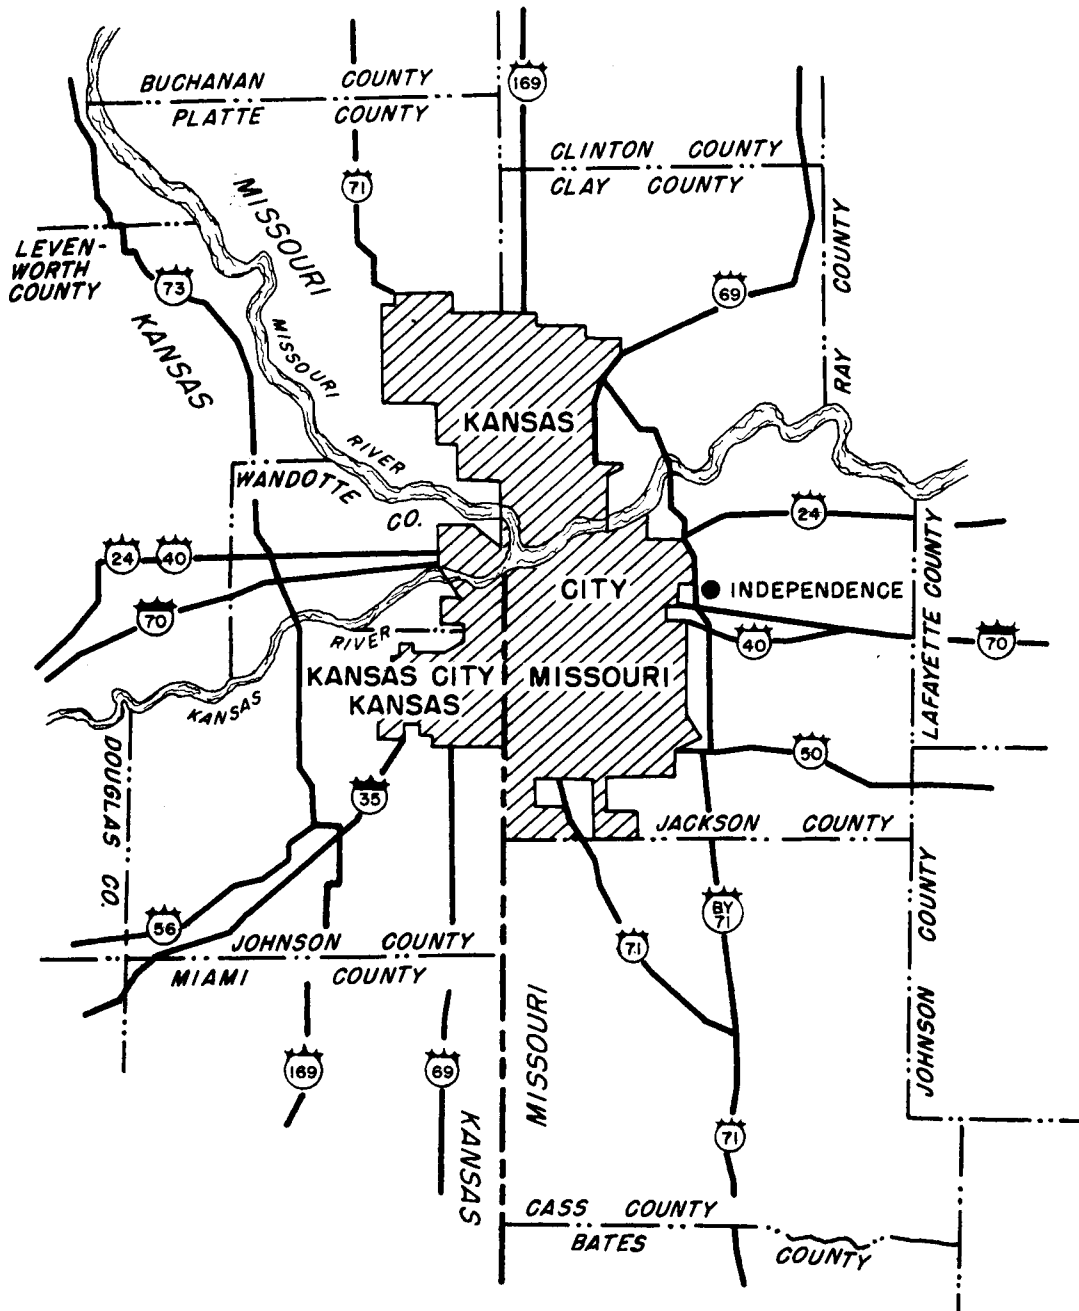 BUCHANAN COUNTY
PLATTE COUNTY
169
CLINTON COUNTY
CLAY COUNTY
71
MISSOURI
RAY COUNTY
LEVEN-
WORTH
COUNTY
73
69
KANSAS
MISSOURI RIVER
KANSAS
WANDOTTE
CO.
24
24
40
LAFAYETTE COUNTY
CITY
INDEPENDENCE
70
RIVER
40
70
KANSAS CITY
KANSAS
MISSOURI
KANSAS
DOUGLAS CO.
50
35
JACKSON COUNTY
56
BY
71
JOHNSON COUNTY
MIAMI COUNTY
71
JOHNSON COUNTY
MISSOURI
169
69
71
KANSAS
CASS COUNTY
BATES COUNTY